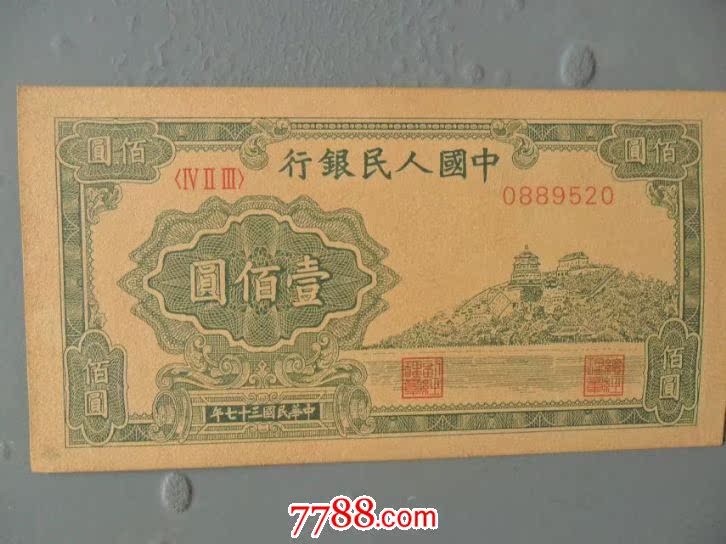 中國人民銀行
〈IV II III〉
0889520
佰圓
佰圓
壹佰圓
佰圓
佰圓
中華民國三十七年
7788.com